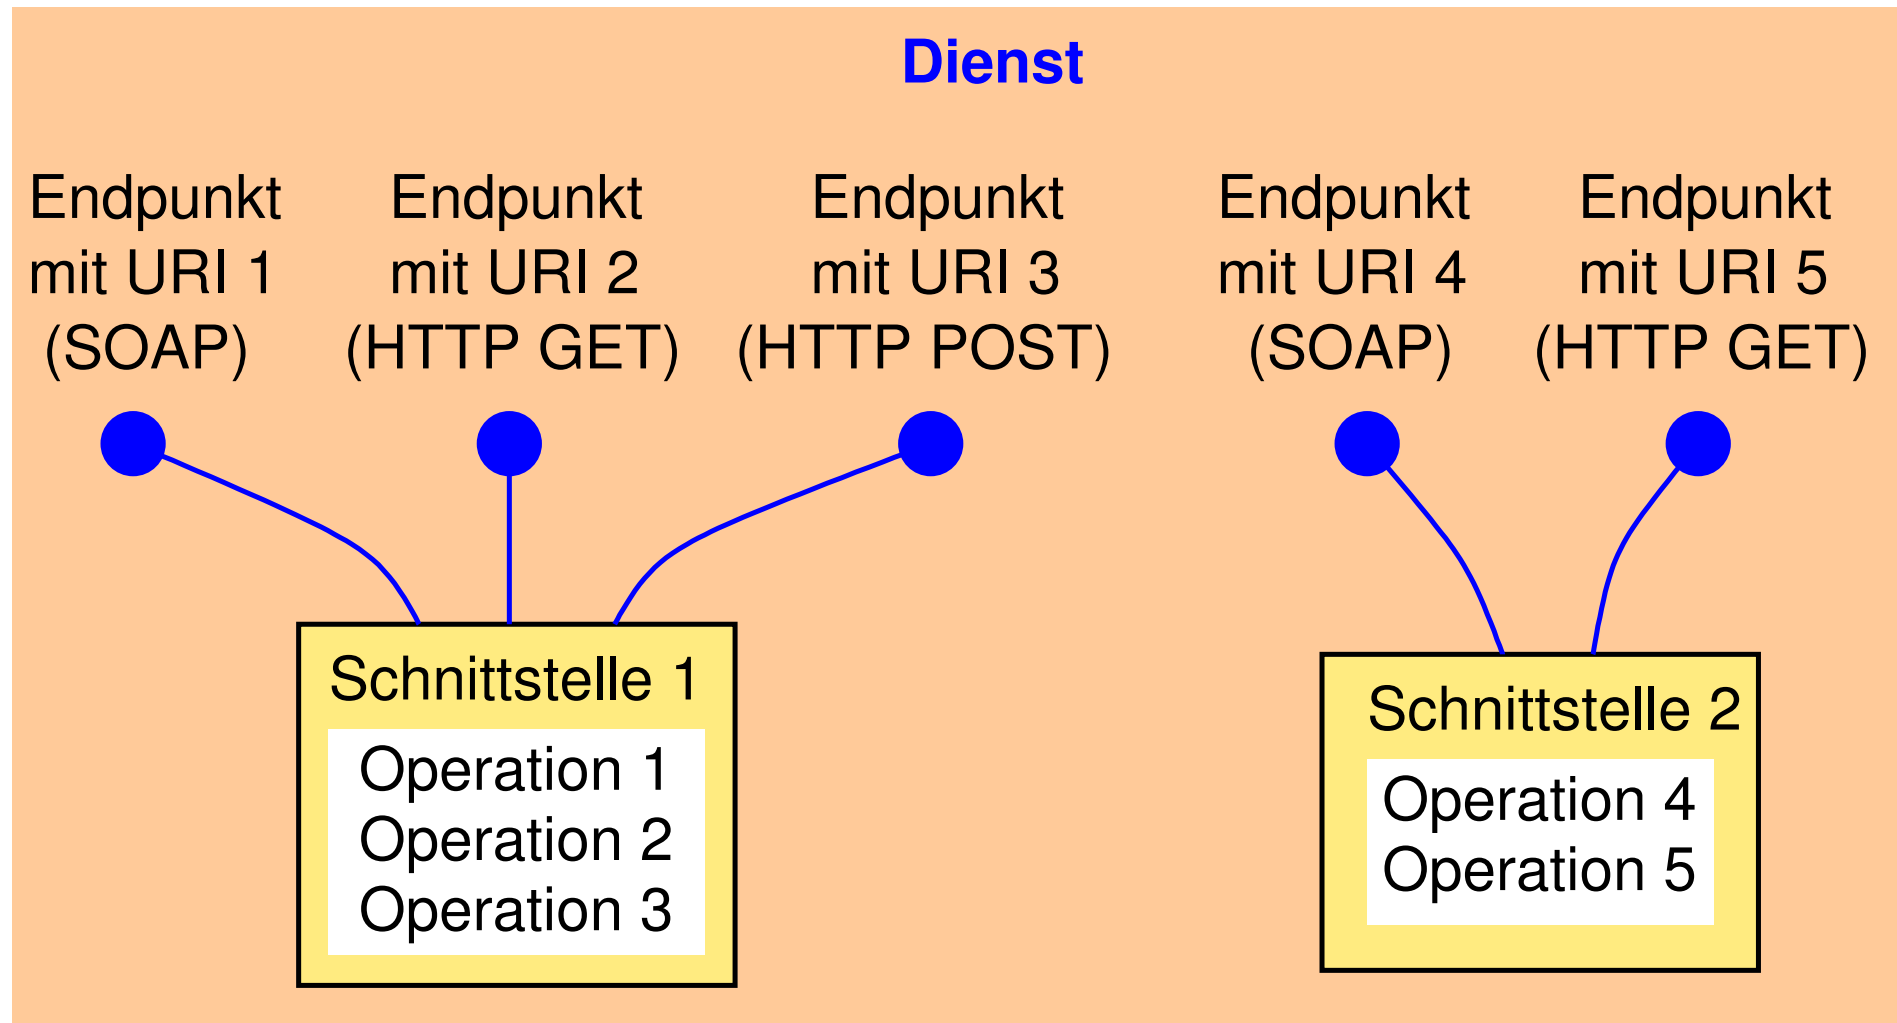 Dienst
Endpunkt
mit URI 1
(SOAP)
Endpunkt
mit URI 2
(HTTP GET)
Endpunkt
mit URI 3
(HTTP POST)
Endpunkt
mit URI 4
(SOAP)
Endpunkt
mit URI 5
(HTTP GET)
Schnittstelle 1
Operation 1
Operation 2
Operation 3
Schnittstelle 2
Operation 4
Operation 5